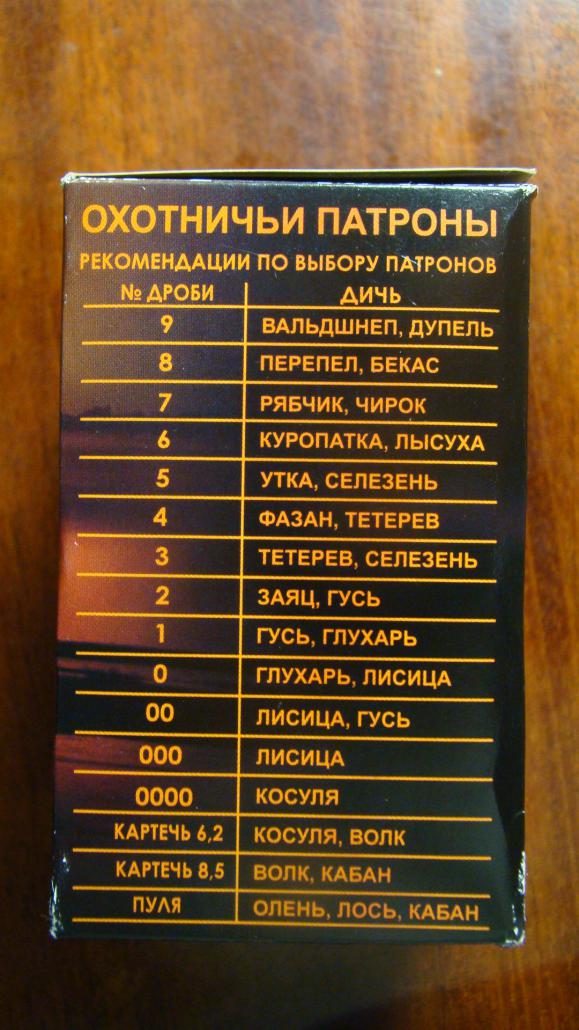 ОХОТНИЧЬИ ПАТРОНЫ
РЕКОМЕНДАЦИИ ПО ВЫБОРУ ПАТРОНОВ
№ ДРОБИ ДИЧЬ
9 ВАЛЬДШНЕП, ДУПЕЛЬ
8 ПЕРЕПЕЛ, БЕКАС
7 РЯБЧИК, ЧИРОК
6 КУРОПАТКА, ЛЫСУХА
5 УТКА, СЕЛЕЗЕНЬ
4 ФАЗАН, ТЕТЕРЕВ
3 ТЕТЕРЕВ, СЕЛЕЗЕНЬ
2 ЗАЯЦ, ГУСЬ
1 ГУСЬ, ГЛУХАРЬ
0 ГЛУХАРЬ, ЛИСИЦА
00 ЛИСИЦА, ГУСЬ
000 ЛИСИЦА
0000 КОСУЛЯ
КАРТЕЧЬ 6,2 КОСУЛЯ, ВОЛК
КАРТЕЧЬ 8,5 ВОЛК, КАБАН
ПУЛЯ ОЛЕНЬ, ЛОСЬ, КАБАН